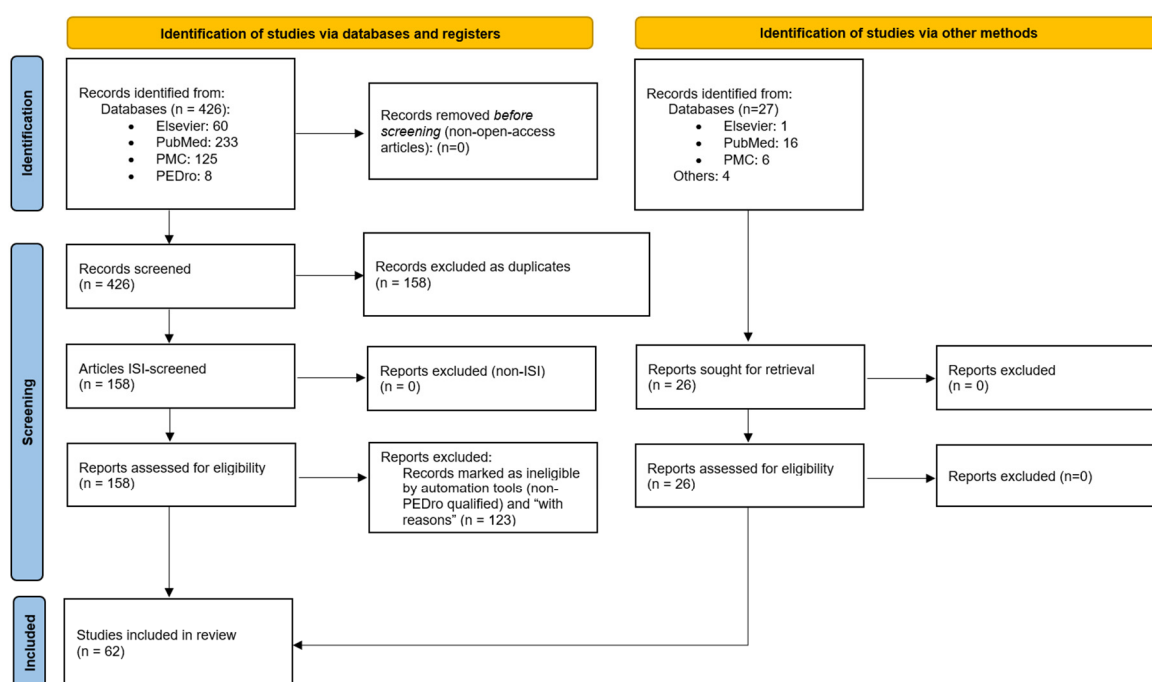 Identification of studies via databases and registers
Identification of studies via other methods
Identification
Records identified from:
Databases (n = 426):
• Elsevier: 60
• PubMed: 233
• PMC: 125
• PEDro: 8
Records removed before
screening (non-open-access
articles): (n=0)
Records identified from:
Databases (n=27)
• Elsevier: 1
• PubMed: 16
• PMC: 6
Others: 4
Screening
Records screened
(n = 426)
Records excluded as duplicates
(n = 158)
Articles ISI-screened
(n = 158)
Reports excluded (non-ISI)
(n = 0)
Reports sought for retrieval
(n = 26)
Reports excluded
(n = 0)
Reports assessed for eligibility
(n = 158)
Reports excluded:
Records marked as ineligible
by automation tools (non-
PEDro qualified) and “with
reasons” (n = 123)
Reports assessed for eligibility
(n = 26)
Reports excluded (n=0)
Included
Studies included in review
(n = 62)